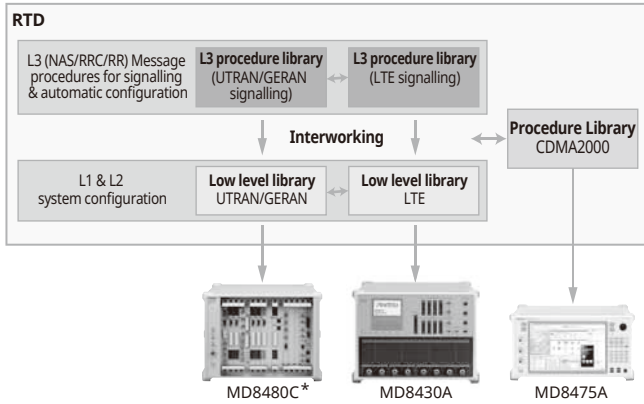 RTD
L3 (NAS/RRC/RR) Message
procedures for signalling
& automatic configuration
L3 procedure library
(UTRAN/GERAN
signalling)
L3 procedure library
(LTE signalling)
Interworking
Procedure Library
CDMA2000
L1 & L2
system configuration
Low level library
UTRAN/GERAN
Low level library
LTE
MD8480C*
MD8430A
MD8475A